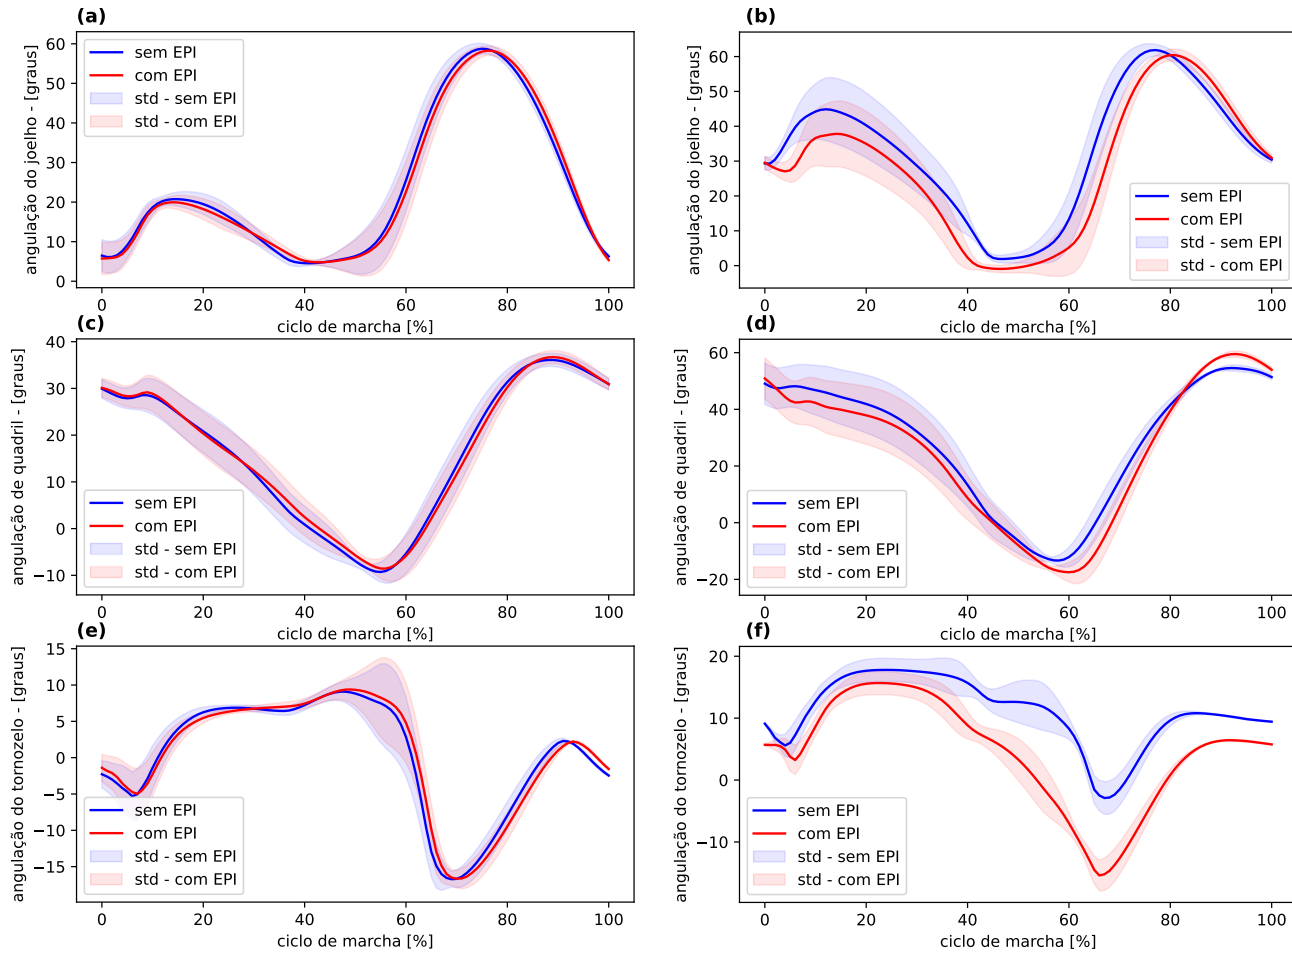 (a)
angulação do joelho - [graus]
60
50
40
30
20
10
0
sem EPI
com EPI
std - sem EPI
std - com EPI
0 20 40 60 80 100
ciclo de marcha [%]
(b)
angulação do joelho - [graus]
60
50
40
30
20
10
0
sem EPI
com EPI
std - sem EPI
std - com EPI
0 20 40 60 80 100
ciclo de marcha [%]
(c)
angulação de quadril - [graus]
40
30
20
10
0
−10
sem EPI
com EPI
std - sem EPI
std - com EPI
0 20 40 60 80 100
ciclo de marcha [%]
(d)
angulação de quadril - [graus]
60
40
20
0
−20
sem EPI
com EPI
std - sem EPI
std - com EPI
0 20 40 60 80 100
ciclo de marcha [%]
(e)
angulação do tornozelo - [graus]
15
10
5
0
−5
−10
−15
sem EPI
com EPI
std - sem EPI
std - com EPI
0 20 40 60 80 100
ciclo de marcha [%]
(f)
angulação do tornozelo - [graus]
20
10
0
−10
sem EPI
com EPI
std - sem EPI
std - com EPI
0 20 40 60 80 100
ciclo de marcha [%]